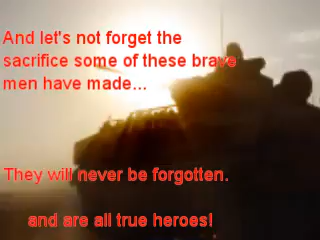 And let's not forget the
sacrifice some of these brave
men have made...
They will never be forgotten.
and are all true heroes!